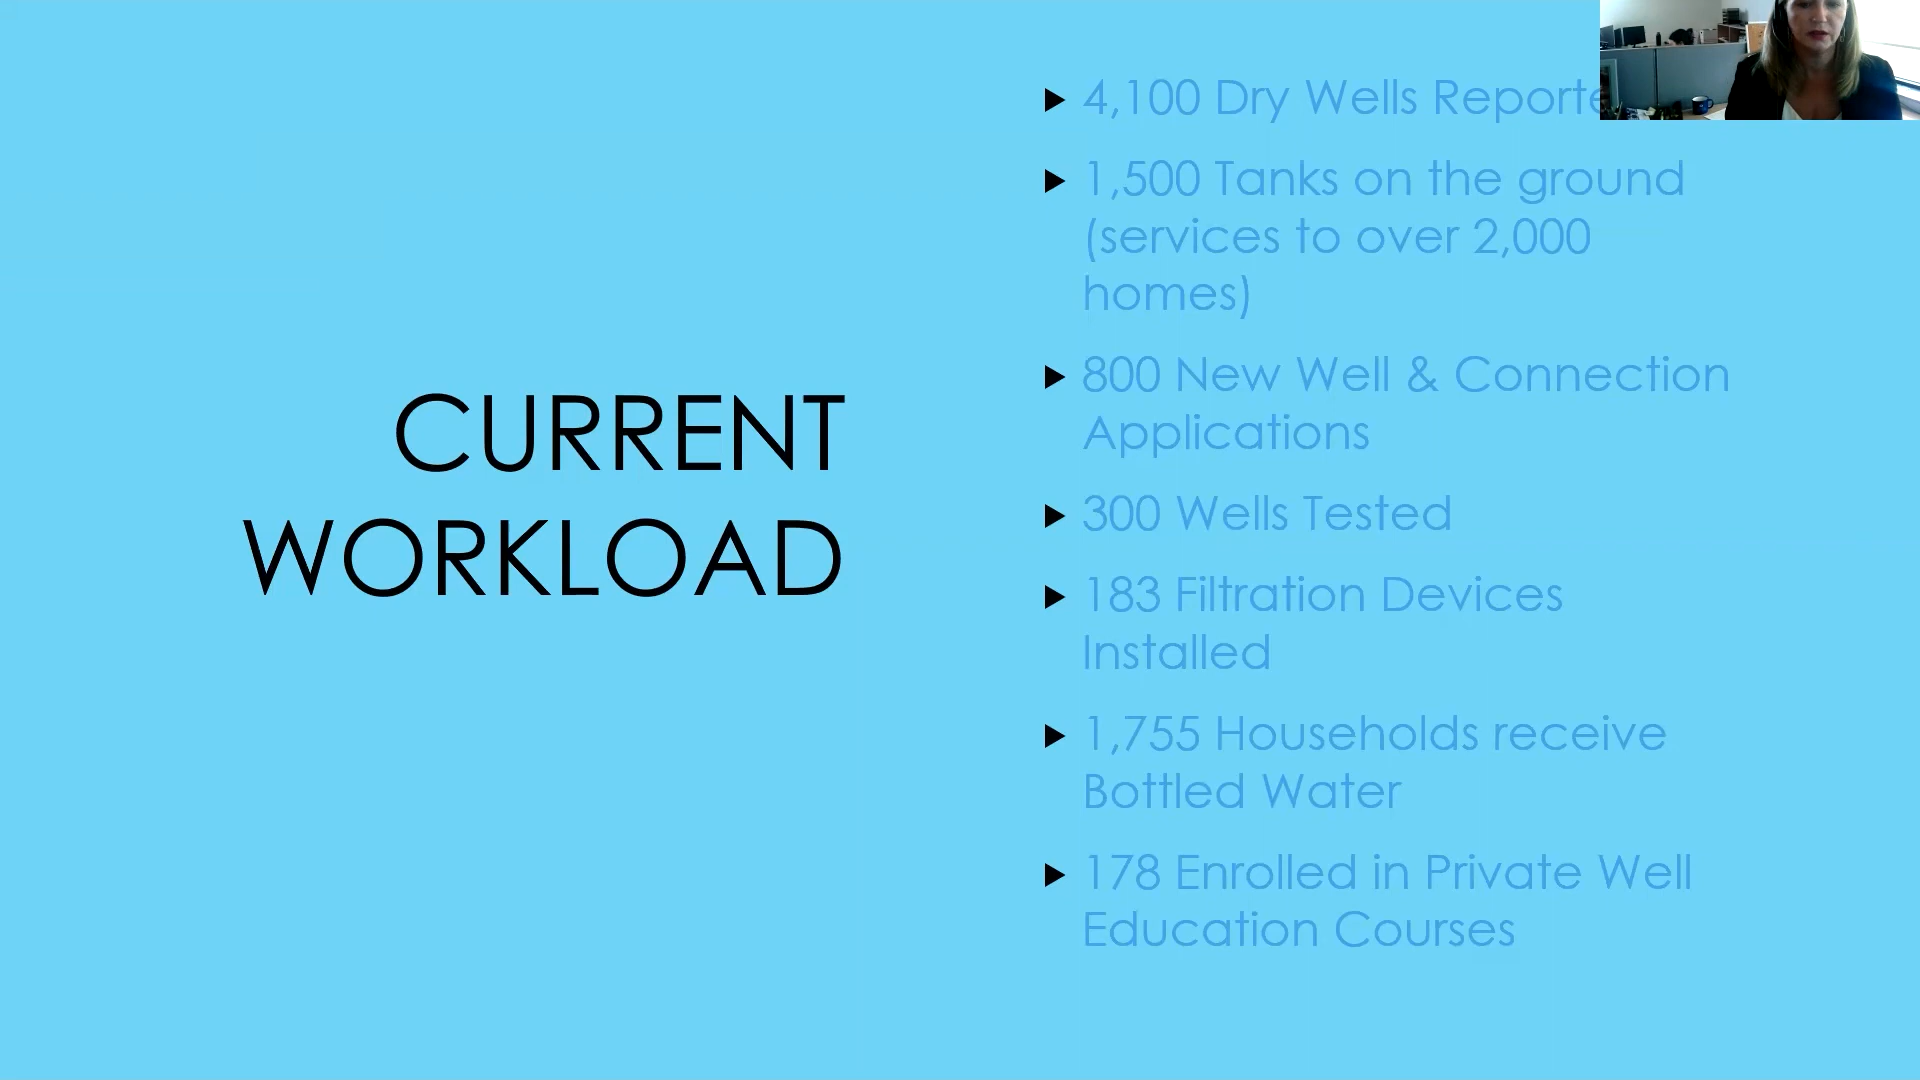 CURRENT
WORKLOAD
4,100 Dry Wells
1,500 Tanks on the ground
(services to over 2,000
homes)
800 New Well & Connection
Applications
300 Wells Tested
183 Filtration Devices
Installed
1,755 Households receive
Bottled Water
178 Enrolled in Private Well
Education Courses